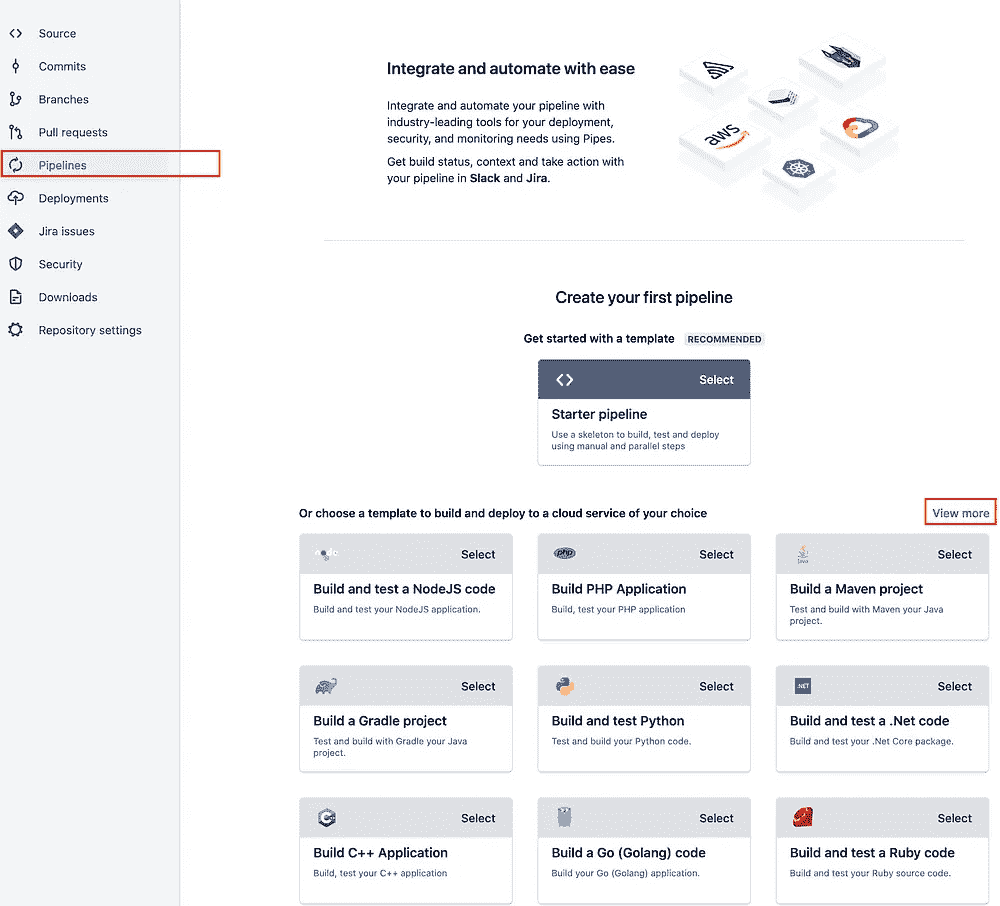 Source
Commits
Branches
Pull requests
Pipelines
Deployments
Jira issues
Security
Downloads
Repository settings
Integrate and automate with ease
Integrate and automate your pipeline with
industry-leading tools for your deployment,
security, and monitoring needs using Pipes.
Get build status, context and take action with
your pipeline in Slack and Jira.
aws
Create your first pipeline
Get started with a template RECOMMENDED
Select
Starter pipeline
Use a skeleton to build, test and deploy
using manual and parallel steps
Or choose a template to build and deploy to a cloud service of your choice
View more
node
Select
Build and test a NodeJS code
Build and test your NodeJS application.
php
Select
Build PHP Application
Build, test your PHP application
Java
Select
Build a Maven project
Test and build with Maven your Java
project.
Select
Build a Gradle project
Test and build with Gradle your Java
project.
Select
Build and test Python
Test and build your Python code.
.NET
Select
Build and test a .Net code
Build and test your .Net Core package.
Select
Build C++ Application
Build, test your C++ application
Select
Build a Go (Golang) code
Build your Go (Golang) application.
Select
Build and test a Ruby code
Build and test your Ruby source code.